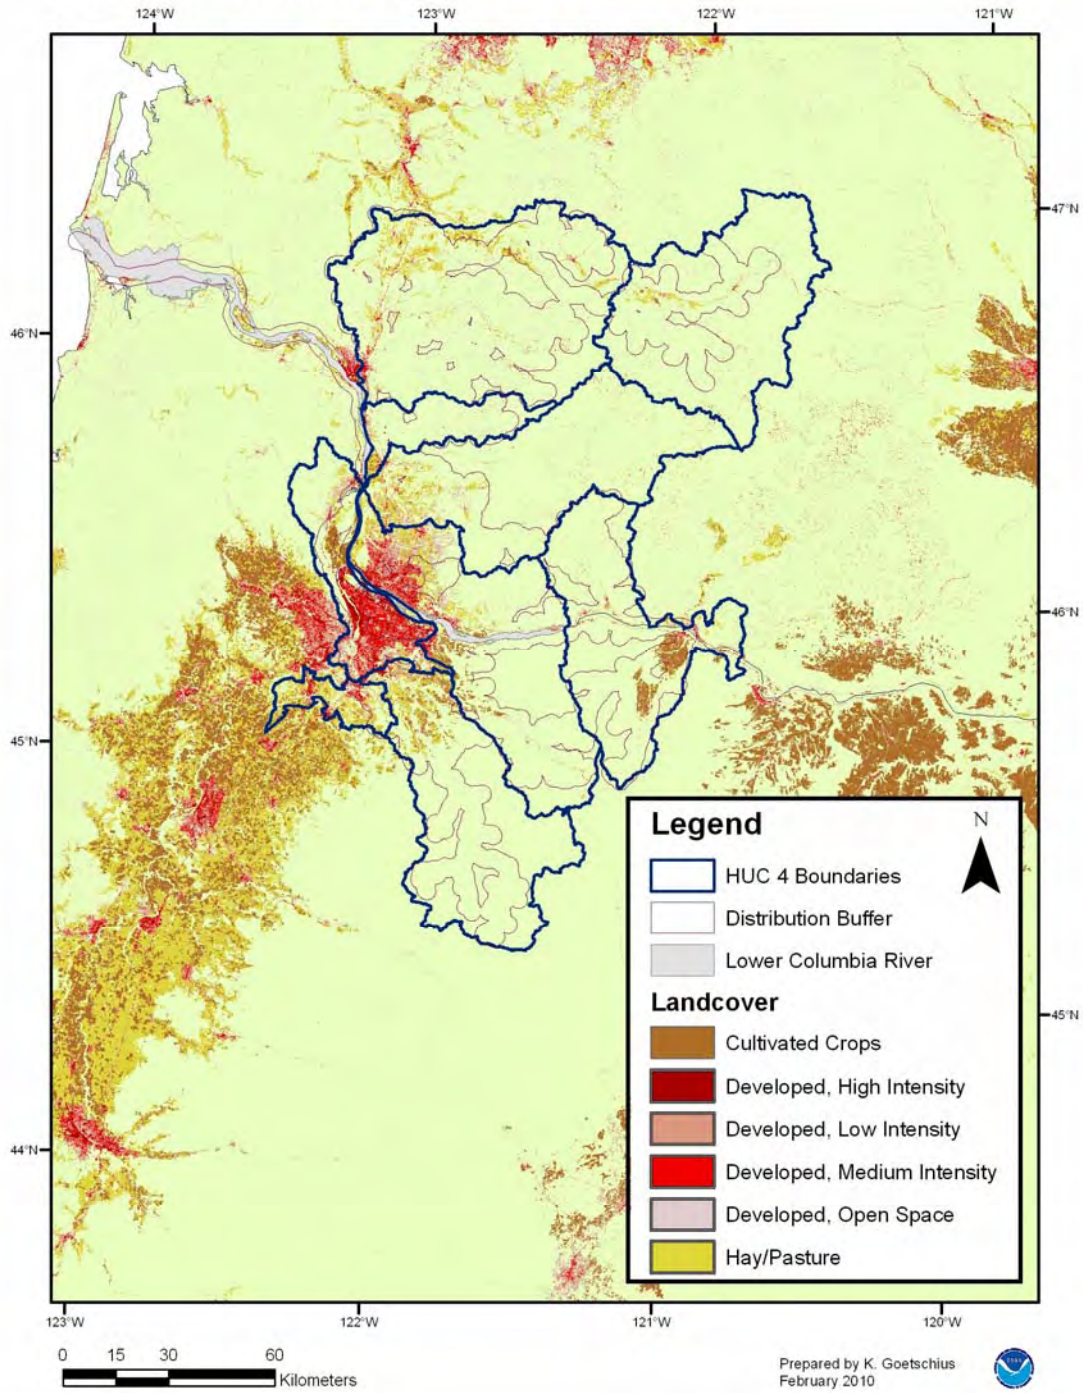 124°W 123°W 122°W 121°W
47°N
46°N
46°N
45°N
45°N
44°N
Legend
N
HUC 4 Boundaries
Distribution Buffer
Lower Columbia River
Landcover
Cultivated Crops
Developed, High Intensity
Developed, Low Intensity
Developed, Medium Intensity
Developed, Open Space
Hay/Pasture
123°W 122°W 121°W 120°W
0 15 30 60
Kilometers
Prepared by K. Goetschius
February 2010